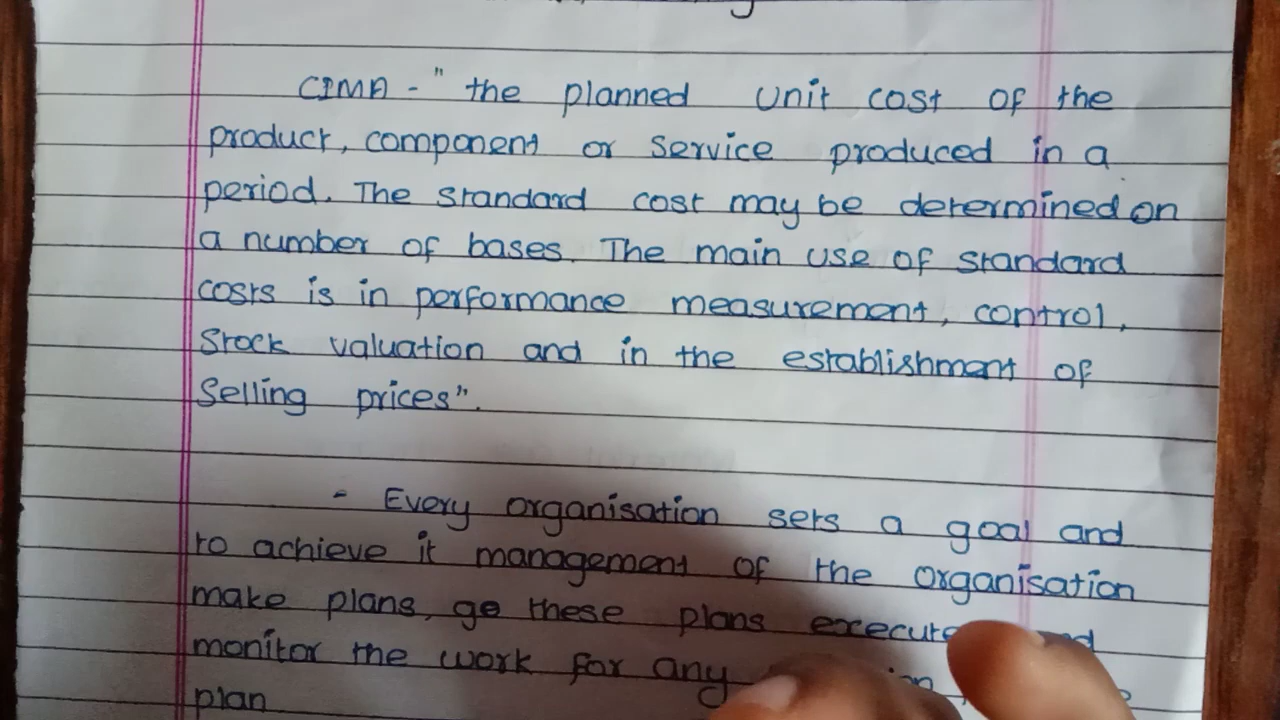 CIMA - " the planned unit cost of the
product, component or service produced in a
period. The standard cost may be determined on
a number of bases. The main use of standard
costs is in performance measurement, control,
Stock valuation and in the establishment of
Selling prices".
- Every organisation sets a goal and
to achieve it management of the organisation
make plans, ge these plans
monitor the work for any
plan